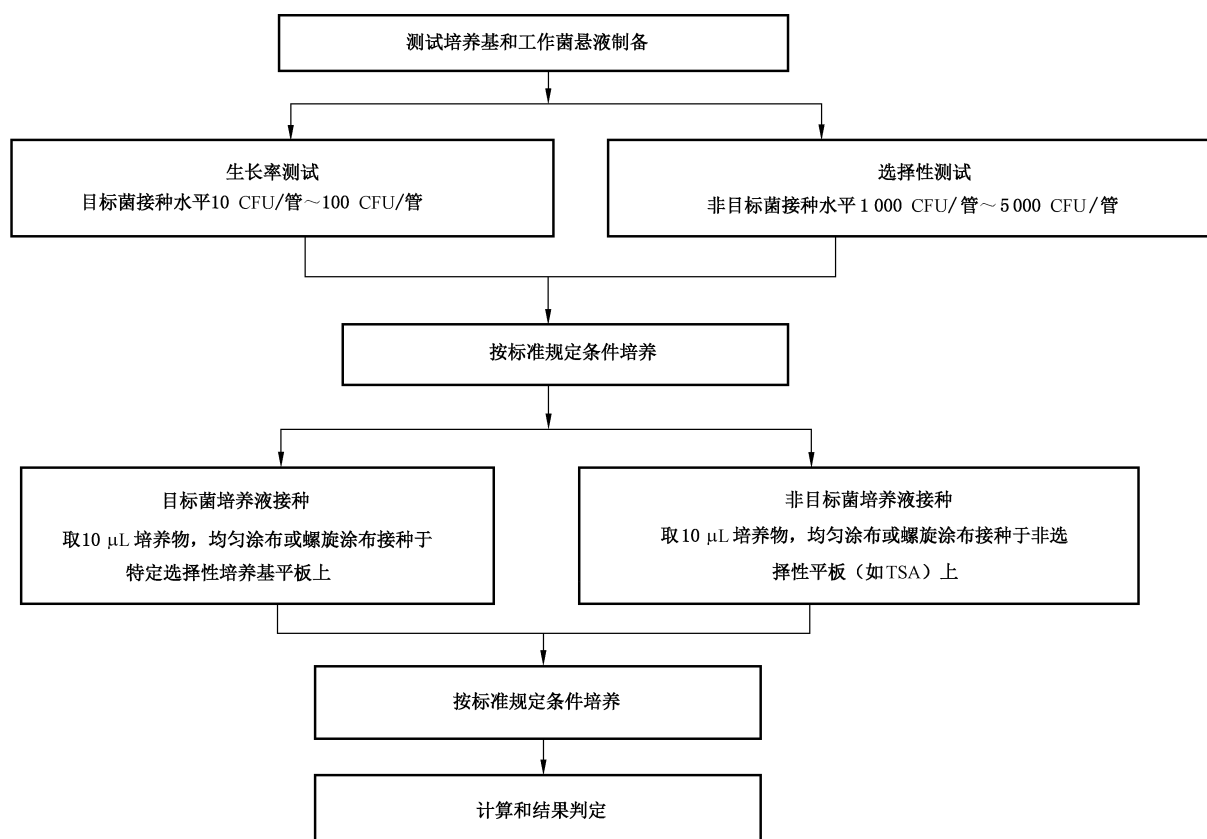 测试培养基和工作菌悬液制备
生长率测试
目标菌接种水平10 CFU/管～100 CFU/管
选择性测试
非目标菌接种水平1 000 CFU/管～5 000 CFU/管
按标准规定条件培养
目标菌培养液接种
取10 μL培养物，均匀涂布或螺旋涂布接种于
特定选择性培养基平板上
非目标菌培养液接种
取10 μL培养物，均匀涂布或螺旋涂布接种于非选
择性平板（如TSA）上
按标准规定条件培养
计算和结果判定